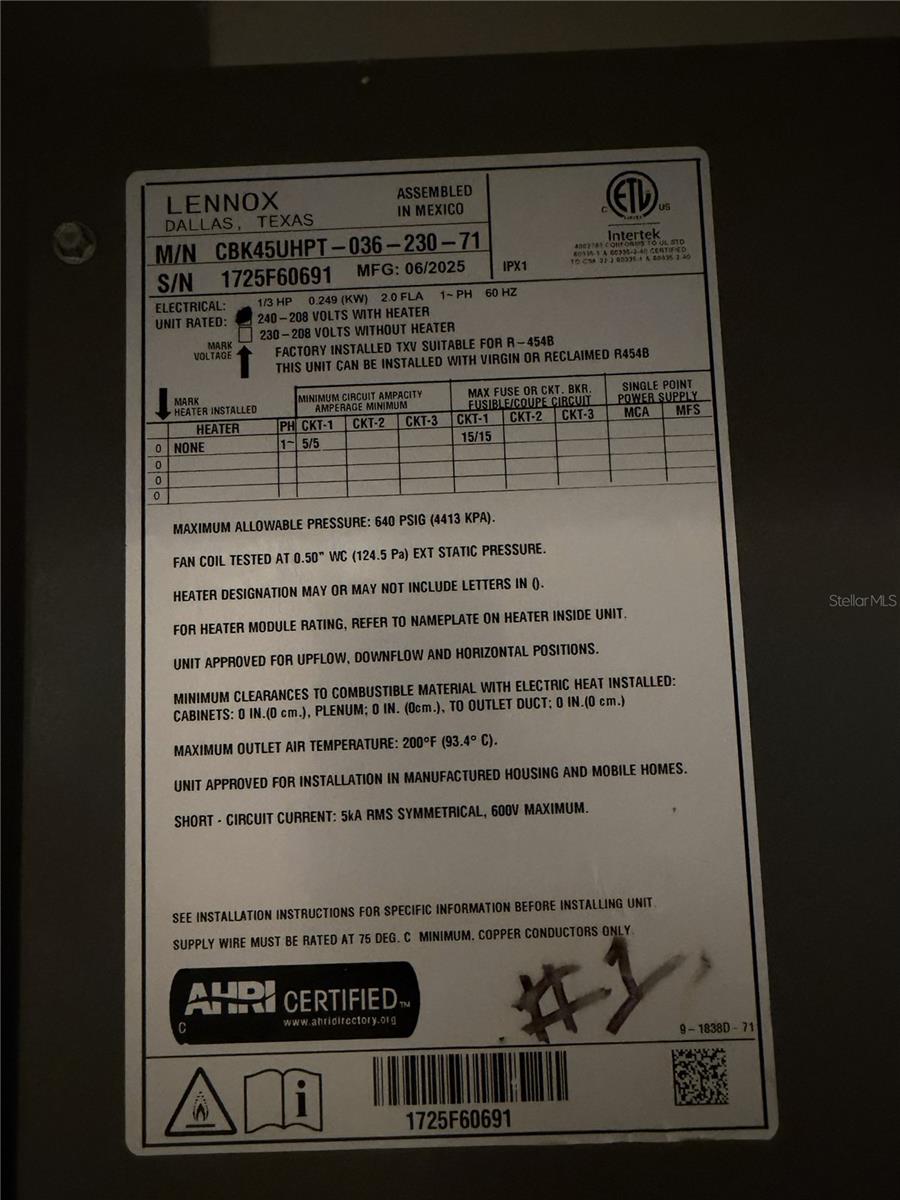 LENNOX
DALLAS, TEXAS
ASSEMBLED
IN MEXICO
M/N CBK45UHPT-036-230-71
S/N 1725F60691 MFG: 06/2025
IPX1
C ETL US
Intertek
ELECTRICAL: 1/3 HP 0.249 (KW) 2.0 FLA 1~ PH 60 HZ
UNIT RATED: 240-208 VOLTS WITH HEATER
230-208 VOLTS WITHOUT HEATER
MARK
VOLTAGE
FACTORY INSTALLED TXV SUITABLE FOR R-454B
THIS UNIT CAN BE INSTALLED WITH VIRGIN OR RECLAIMED R454B
MARK
HEATER INSTALLED
MINIMUM CIRCUIT AMPACITY
AMPERAGE MINIMUM
MAX FUSE OR CKT. BKR.
FUSIBLE/COUPE CIRCUIT
SINGLE POINT
POWER SUPPLY
HEATER PH CKT-1 CKT-2 CKT-3 CKT-1 CKT-2 CKT-3 MCA MFS
0 NONE 1~ 5/5 15/15
0
0
0
MAXIMUM ALLOWABLE PRESSURE: 640 PSIG (4413 KPA).
FAN COIL TESTED AT 0.50" WC (124.5 Pa) EXT STATIC PRESSURE.
HEATER DESIGNATION MAY OR MAY NOT INCLUDE LETTERS IN ().
FOR HEATER MODULE RATING, REFER TO NAMEPLATE ON HEATER INSIDE UNIT.
UNIT APPROVED FOR UPFLOW, DOWNFLOW AND HORIZONTAL POSITIONS.
MINIMUM CLEARANCES TO COMBUSTIBLE MATERIAL WITH ELECTRIC HEAT INSTALLED:
CABINETS: 0 IN.(0 cm.), PLENUM; 0 IN. (0cm.), TO OUTLET DUCT; 0 IN.(0 cm.)
MAXIMUM OUTLET AIR TEMPERATURE: 200°F (93.4° C).
UNIT APPROVED FOR INSTALLATION IN MANUFACTURED HOUSING AND MOBILE HOMES.
SHORT - CIRCUIT CURRENT: 5kA RMS SYMMETRICAL, 600V MAXIMUM.
SEE INSTALLATION INSTRUCTIONS FOR SPECIFIC INFORMATION BEFORE INSTALLING UNIT.
SUPPLY WIRE MUST BE RATED AT 75 DEG. C MINIMUM, COPPER CONDUCTORS ONLY.
#1
AHRI CERTIFIED™
www.ahridirectory.org
C
9-1838D-71
i
1725F60691
StellarMLS